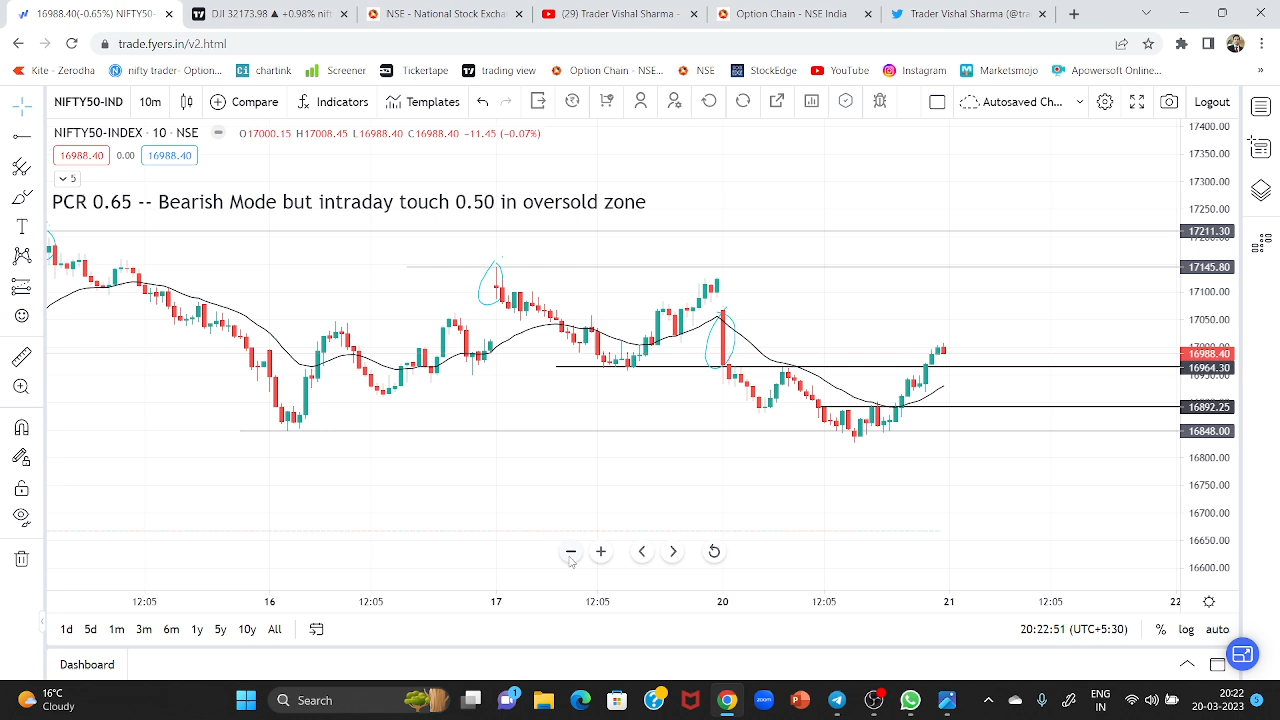 16988.40(-0.65%) NIFTY50-
DJI 32173.98 ▲ +0.98% nift
NSE - National Stock Exchan
(29) Trader Vishal Sharma -
Option Chain - NSE India
Trader Vishal Sharma (@tra
trade.fyers.in/v2.html
Kite - Zerodha
nifty trader- Option...
chartink
Screener
Tickertape
trading view
Option Chain - NSE...
NSE
StockEdge
YouTube
Instagram
Marketmojo
Apowersoft Onlin...
»
NIFTY50-IND
10m
Compare
Indicators
Templates
Autosaved Ch...
Logout
NIFTY50-INDEX · 10 · NSE
O17000.15 H17008.45 L16988.40 C16988.40 −11.45 (−0.07%)
16988.40
0.00
16988.40
5
PCR 0.65 -- Bearish Mode but intraday touch 0.50 in oversold zone
17400.00
17350.00
17300.00
17250.00
17211.30
17145.80
17100.00
17050.00
16988.40
16964.30
16892.25
16848.00
16800.00
16750.00
16700.00
16650.00
16600.00
12:05
16
12:05
17
12:05
20
12:05
21
12:05
22
1d
5d
1m
3m
6m
1y
5y
10y
All
20:22:51 (UTC+5:30)
%
log
auto
Dashboard
16°C
Cloudy
Search
1
zoom
ENG
IN
20:22
20-03-2023
5